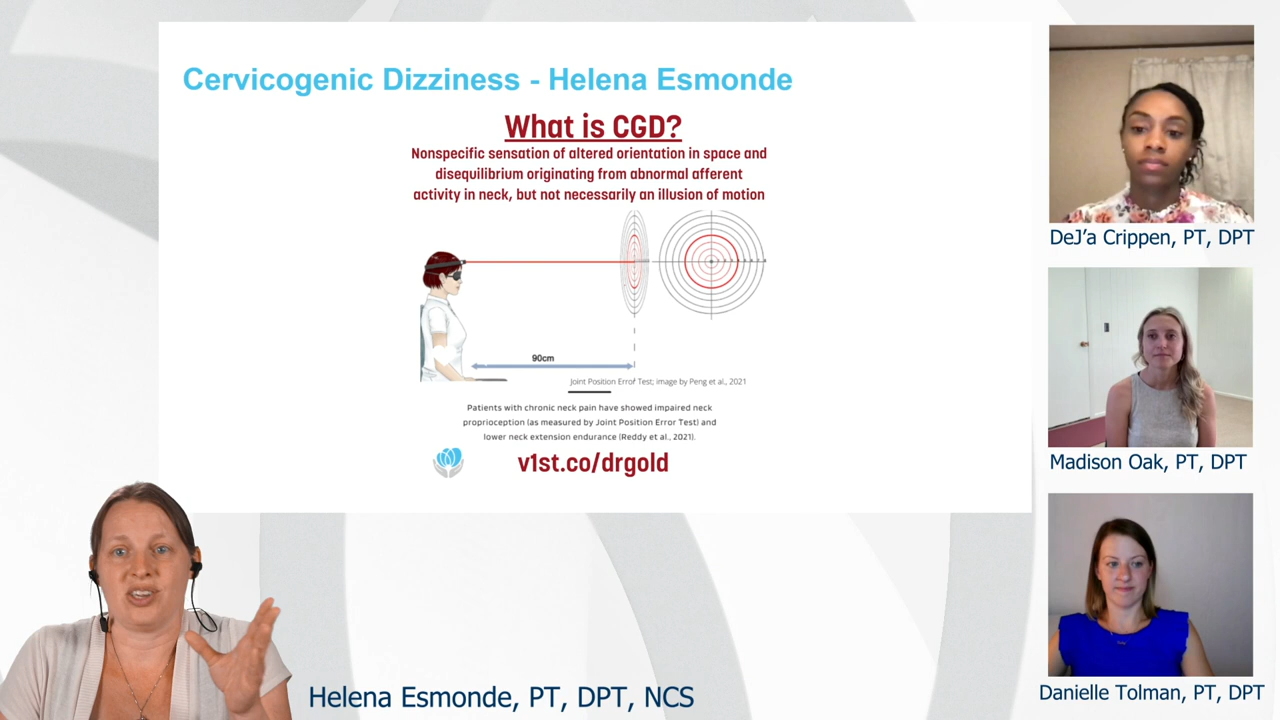 Cervicogenic Dizziness - Helena Esmonde
What is CGD?
Nonspecific sensation of altered orientation in space and
disequilibrium originating from abnormal afferent
activity in neck, but not necessarily an illusion of motion
90cm
Joint Position Error Test; image by Peng et al., 2021
Patients with chronic neck pain have showed impaired neck
proprioception (as measured by Joint Position Error Test) and
lower neck extension endurance (Reddy et al., 2021).
v1st.co/drgold
DeJ’a Crippen, PT, DPT
Madison Oak, PT, DPT
Danielle Tolman, PT, DPT
Helena Esmonde, PT, DPT, NCS